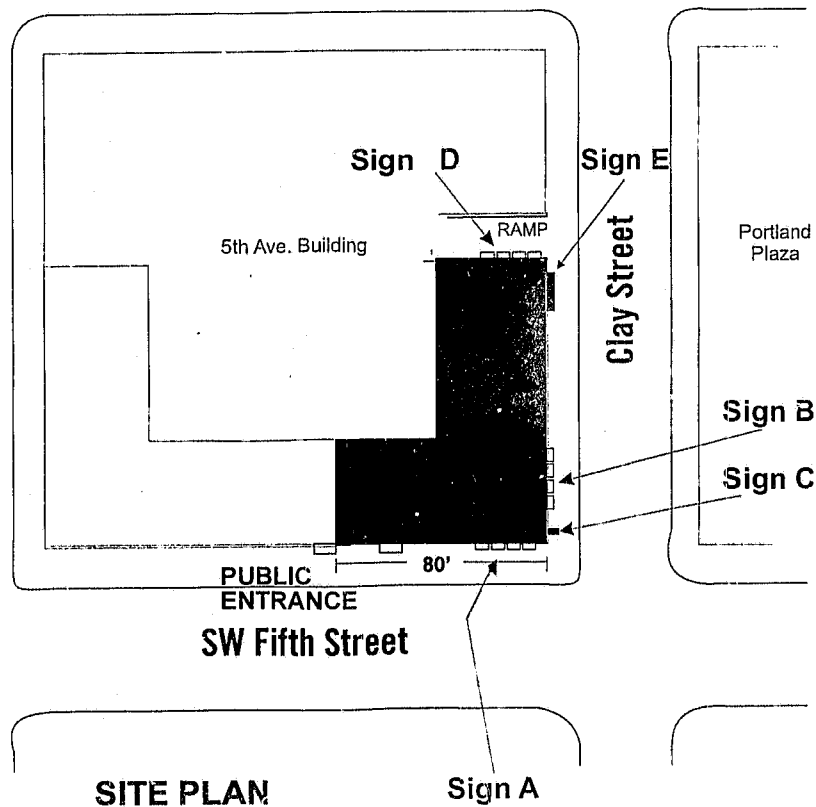 Sign D
Sign E
RAMP
5th Ave. Building
Portland
Plaza
Clay Street
Sign B
Sign C
80'
PUBLIC
ENTRANCE
SW Fifth Street
SITE PLAN
Sign A